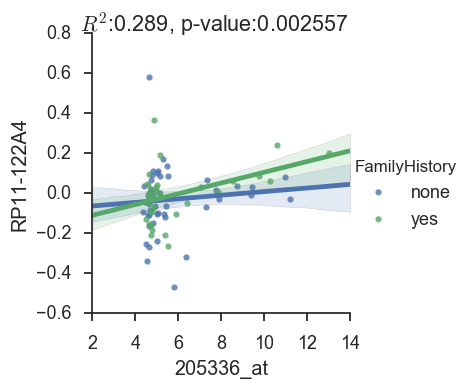 R²:0.289, p-value:0.002557
0.8
0.6
0.4
0.2
0.0
−0.2
−0.4
−0.6
RP11-122A4
2 4 6 8 10 12 14
205336_at
FamilyHistory
none
yes